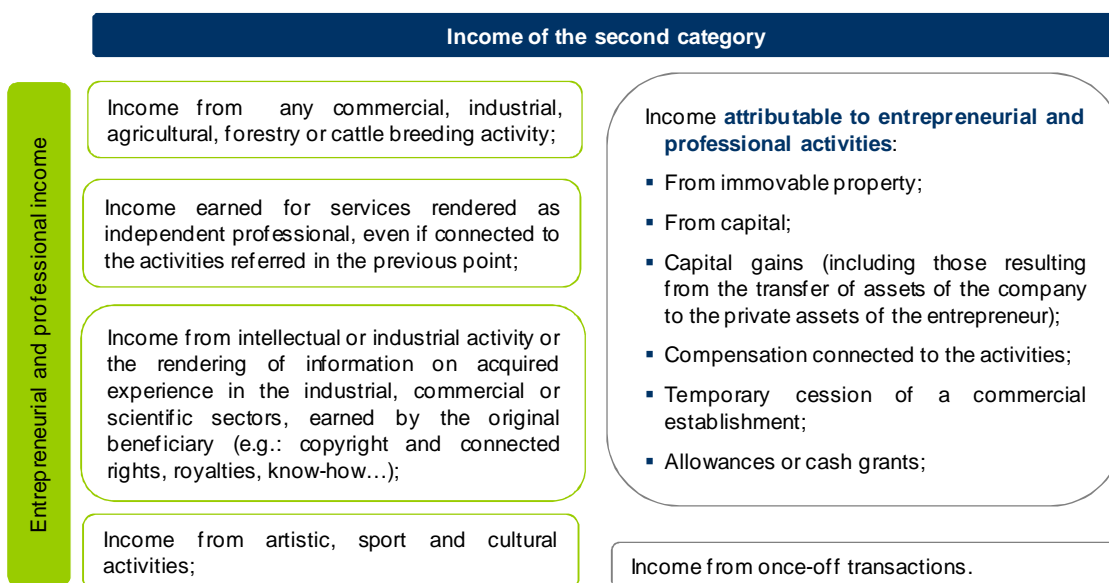 Income of the second category
Entrepreneurial and professional income
Income from any commercial, industrial,
agricultural, forestry or cattle breeding activity;
Income earned for services rendered as
independent professional, even if connected to
the activities referred in the previous point;
Income from intellectual or industrial activity or
the rendering of information on acquired
experience in the industrial, commercial or
scientific sectors, earned by the original
beneficiary (e.g.: copyright and connected
rights, royalties, know-how…);
Income from artistic, sport and cultural
activities;
Income attributable to entrepreneurial and
professional activities:
▪ From immovable property;
▪ From capital;
▪ Capital gains (including those resulting
from the transfer of assets of the company
to the private assets of the entrepreneur);
▪ Compensation connected to the activities;
▪ Temporary cession of a commercial
establishment;
▪ Allowances or cash grants;
Income from once-off transactions.